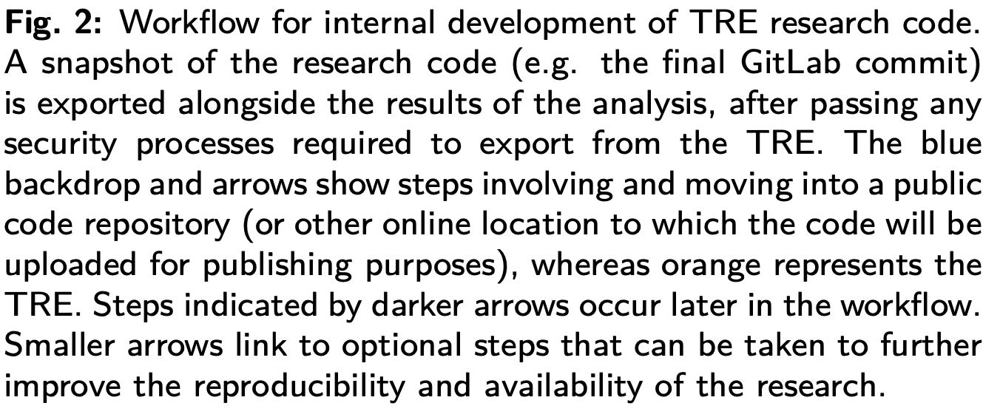 Fig. 2: Workflow for internal development of TRE research code.
A snapshot of the research code (e.g. the final GitLab commit)
is exported alongside the results of the analysis, after passing any
security processes required to export from the TRE. The blue
backdrop and arrows show steps involving and moving into a public
code repository (or other online location to which the code will be
uploaded for publishing purposes), whereas orange represents the
TRE. Steps indicated by darker arrows occur later in the workflow.
Smaller arrows link to optional steps that can be taken to further
improve the reproducibility and availability of the research.